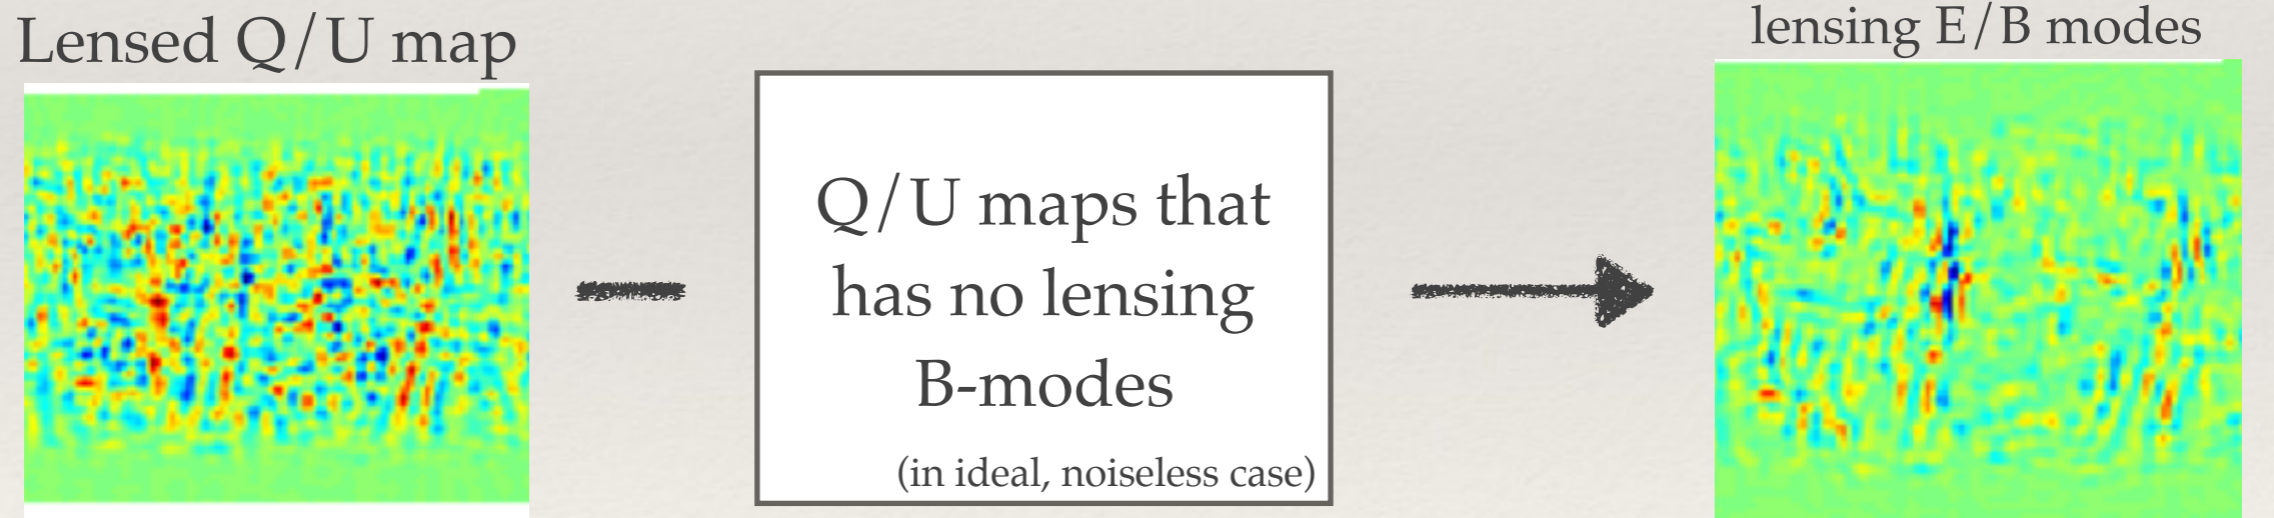 Lensed Q/U map
Q/U maps that
has no lensing
B-modes
(in ideal, noiseless case)
lensing E/B modes